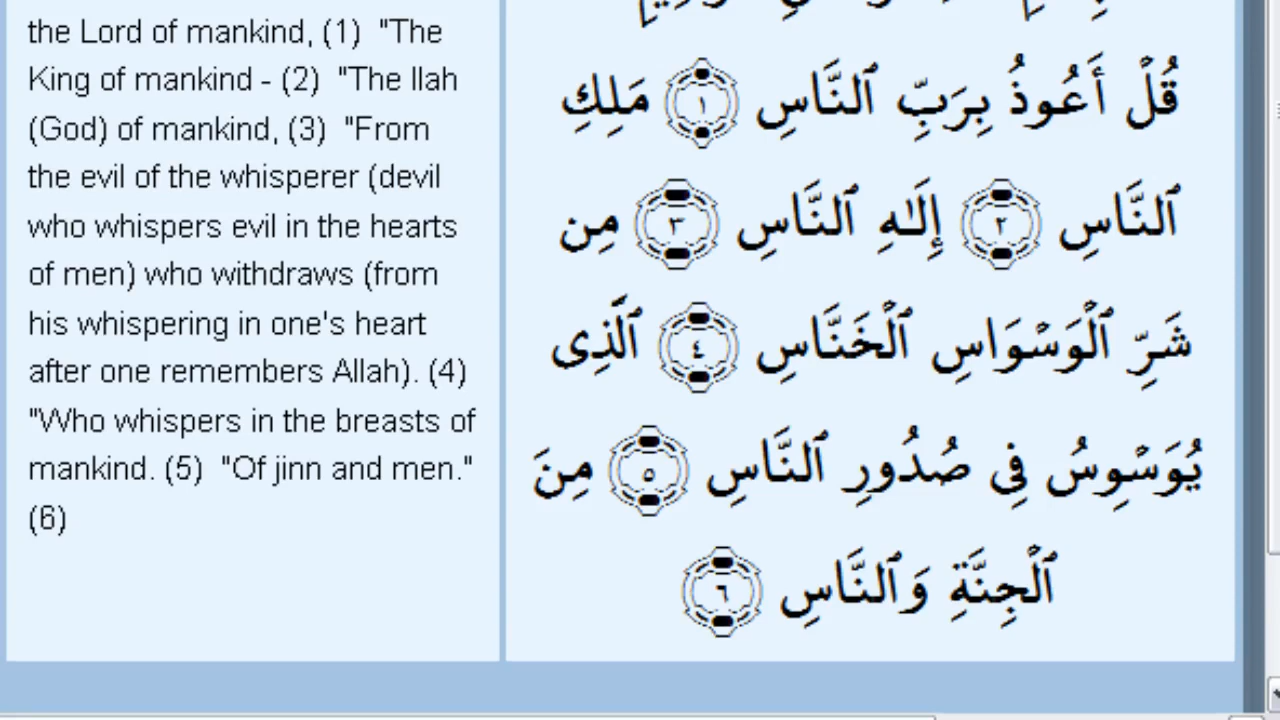 the Lord of mankind, (1) "The
King of mankind - (2) "The Ilah
(God) of mankind, (3) "From
the evil of the whisperer (devil
who whispers evil in the hearts
of men) who withdraws (from
his whispering in one's heart
after one remembers Allah). (4)
"Who whispers in the breasts of
mankind. (5) "Of jinn and men."
(6)
قُلْ أَعُوذُ بِرَبِّ ٱلنَّاسِ ١ مَلِكِ
ٱلنَّاسِ ٢ إِلَـٰهِ ٱلنَّاسِ ٣ مِن
شَرِّ ٱلْوَسْوَاسِ ٱلْخَنَّاسِ ٤ ٱلَّذِى
يُوَسْوِسُ فِى صُدُورِ ٱلنَّاسِ ٥ مِنَ
ٱلْجِنَّةِ وَٱلنَّاسِ ٦